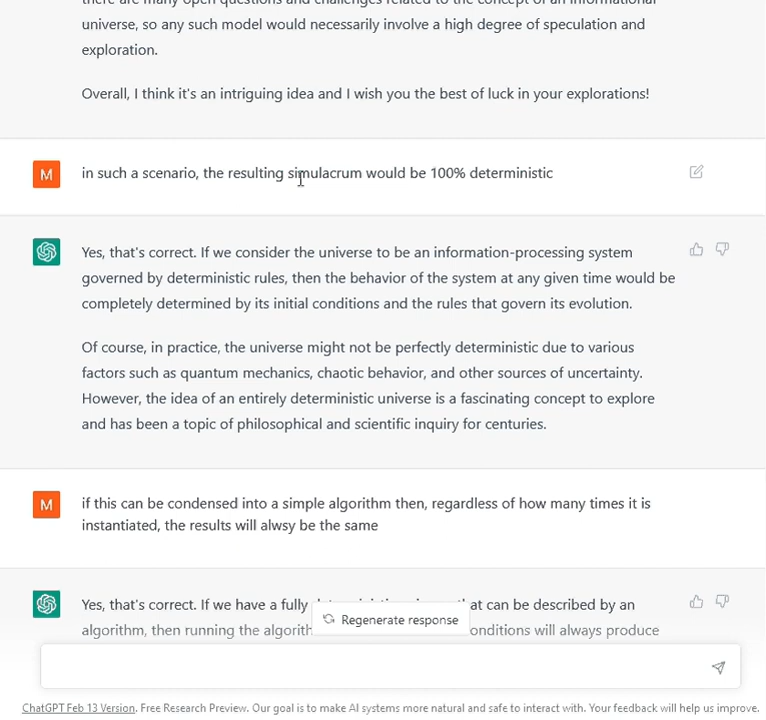 there are many open questions and challenges related to the concept of an informational
universe, so any such model would necessarily involve a high degree of speculation and
exploration.
Overall, I think it's an intriguing idea and I wish you the best of luck in your explorations!
M
in such a scenario, the resulting simulacrum would be 100% deterministic
Yes, that's correct. If we consider the universe to be an information-processing system
governed by deterministic rules, then the behavior of the system at any given time would be
completely determined by its initial conditions and the rules that govern its evolution.
Of course, in practice, the universe might not be perfectly deterministic due to various
factors such as quantum mechanics, chaotic behavior, and other sources of uncertainty.
However, the idea of an entirely deterministic universe is a fascinating concept to explore
and has been a topic of philosophical and scientific inquiry for centuries.
M
if this can be condensed into a simple algorithm then, regardless of how many times it is
instantiated, the results will alwsy be the same
Yes, that's correct. If we have a fully at can be described by an
Regenerate response
algorithm, then running the algorith onditions will always produce
ChatGPT Feb 13 Version. Free Research Preview. Our goal is to make AI systems more natural and safe to interact with. Your feedback will help us improve.